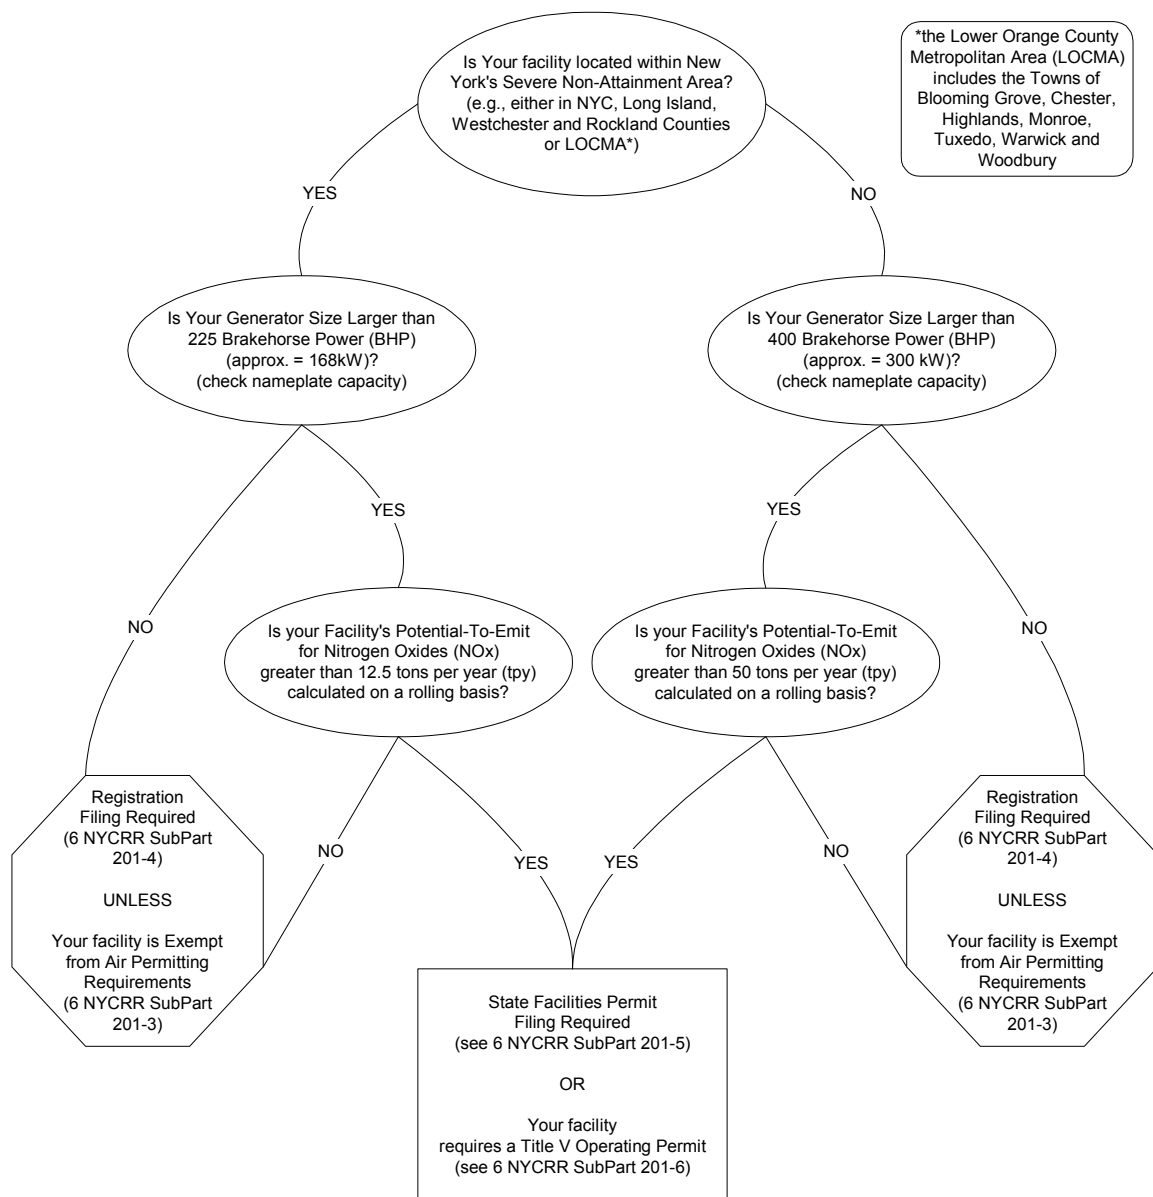 Is Your facility located within New
York's Severe Non-Attainment Area?
(e.g., either in NYC, Long Island,
Westchester and Rockland Counties
or LOCMA*)
*the Lower Orange County
Metropolitan Area (LOCMA)
includes the Towns of
Blooming Grove, Chester,
Highlands, Monroe,
Tuxedo, Warwick and
Woodbury
YES
NO
Is Your Generator Size Larger than
225 Brakehorse Power (BHP)
(approx. = 168kW)?
(check nameplate capacity)
Is Your Generator Size Larger than
400 Brakehorse Power (BHP)
(approx. = 300 kW)?
(check nameplate capacity)
YES
YES
NO
NO
Is your Facility's Potential-To-Emit
for Nitrogen Oxides (NOx)
greater than 12.5 tons per year (tpy)
calculated on a rolling basis?
Is your Facility's Potential-To-Emit
for Nitrogen Oxides (NOx)
greater than 50 tons per year (tpy)
calculated on a rolling basis?
NO
YES
YES
NO
Registration
Filing Required
(6 NYCRR SubPart
201-4)
UNLESS
Your facility is Exempt
from Air Permitting
Requirements
(6 NYCRR SubPart
201-3)
State Facilities Permit
Filing Required
(see 6 NYCRR SubPart 201-5)
OR
Your facility
requires a Title V Operating Permit
(see 6 NYCRR SubPart 201-6)
Registration
Filing Required
(6 NYCRR SubPart
201-4)
UNLESS
Your facility is Exempt
from Air Permitting
Requirements
(6 NYCRR SubPart
201-3)